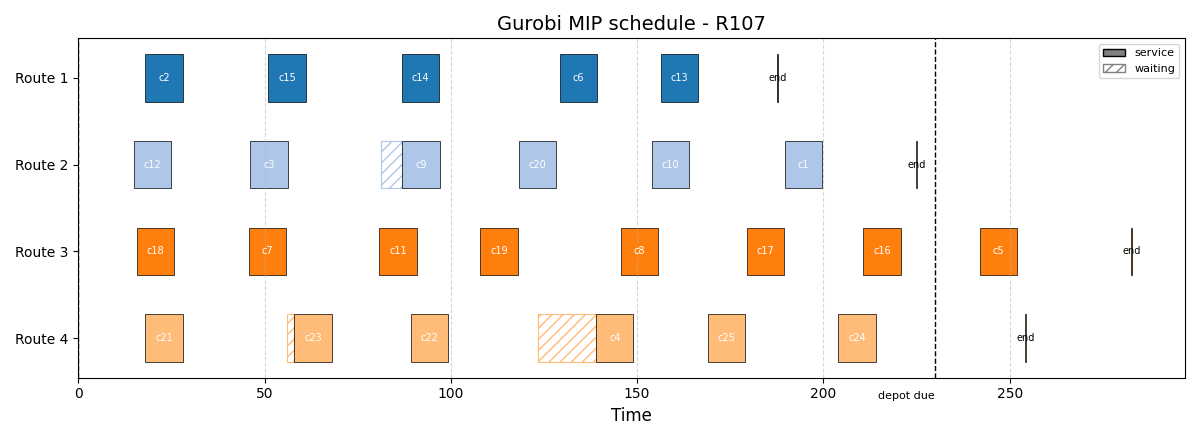 Gurobi MIP schedule - R107
service
waiting
Route 1
c2 c15 c14 c6 c13 end
Route 2
c12 c3 c9 c20 c10 c1 end
Route 3
c18 c7 c11 c19 c8 c17 c16 c5 end
Route 4
c21 c23 c22 c4 c25 c24 end
0 50 100 150 200 250
depot due
Time